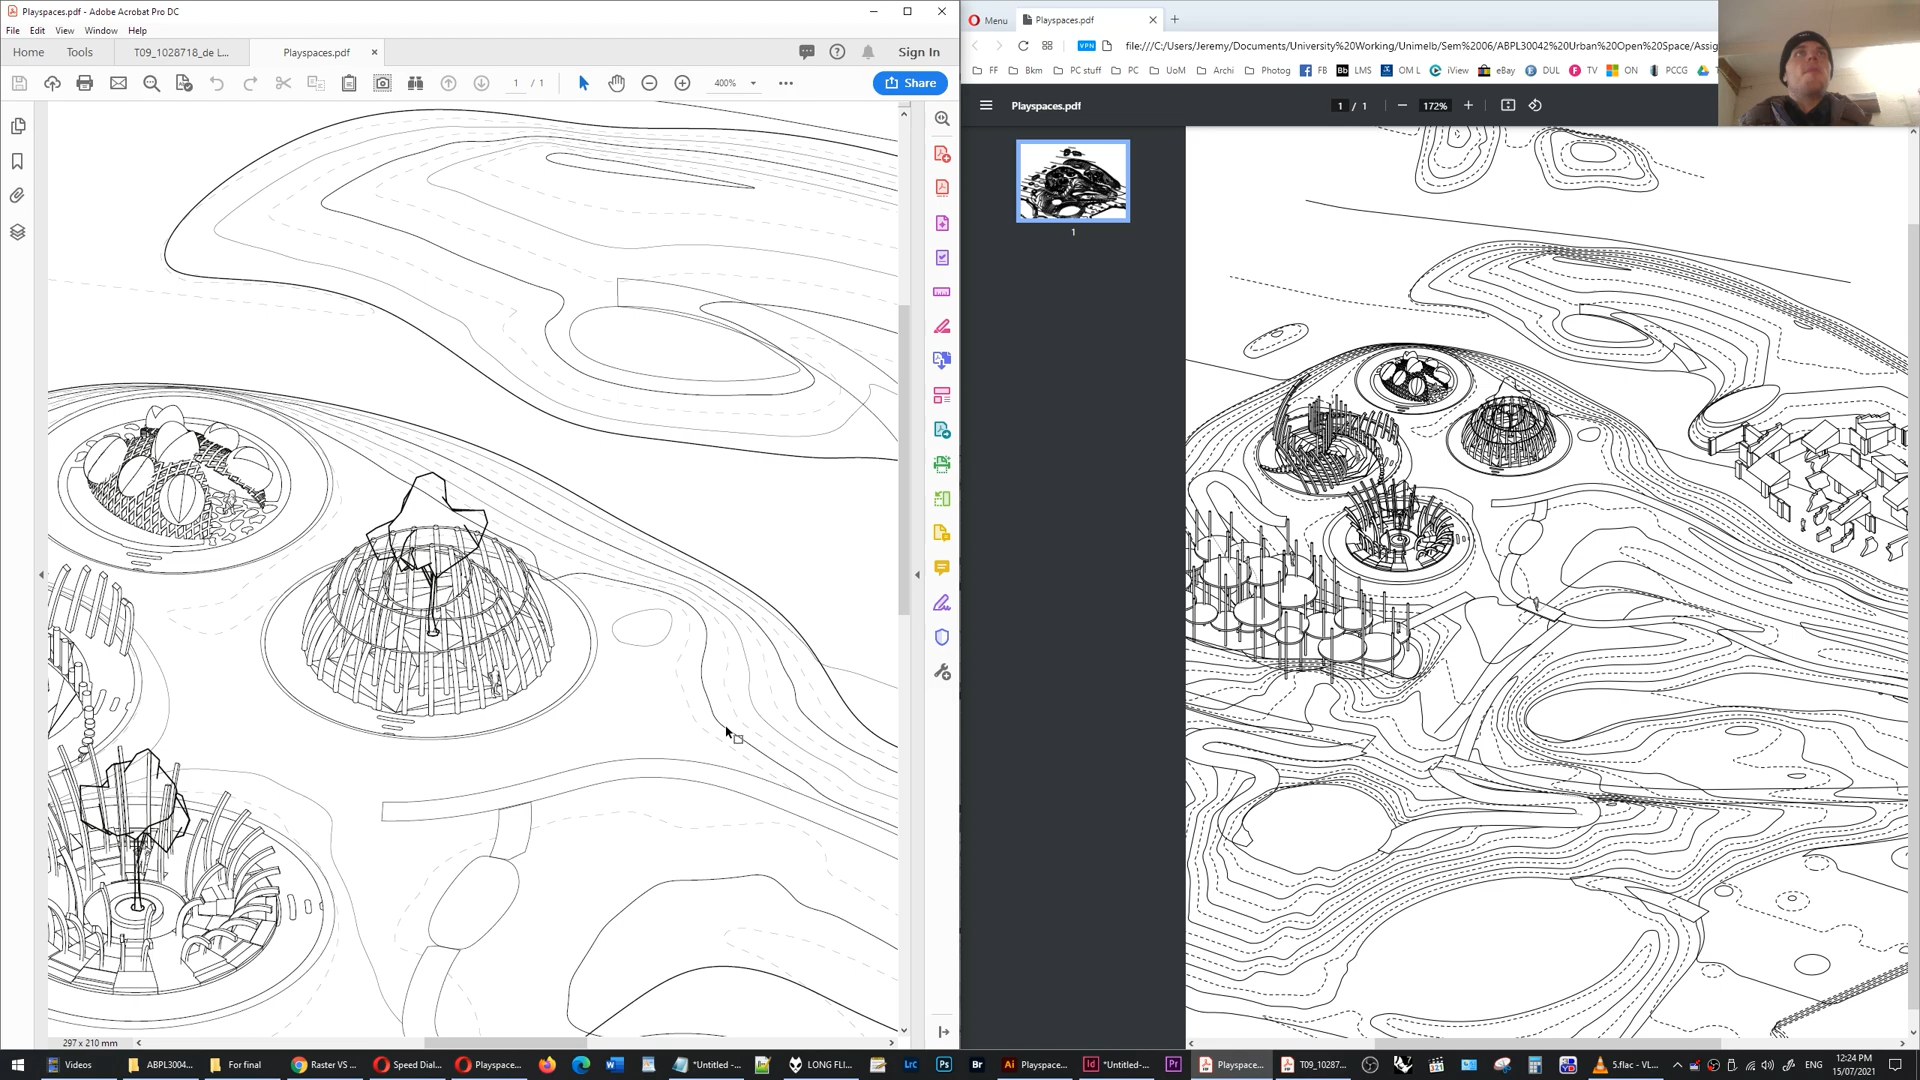 Playspaces.pdf - Adobe Acrobat Pro DC
File Edit View Window Help
Home Tools T09_1028718_de L... Playspaces.pdf Sign In
1 / 1 400% Share
297 x 210 mm
Menu Playspaces.pdf
VPN file:///C:/Users/Jeremy/Documents/University%20Working/Unimelb/Sem%2006/ABPL30042%20Urban%20Open%20Space/Assig
FF Bkm PC stuff PC UoM Archi Photog FB LMS OM L iView eBay DUL TV ON PCCG
Playspaces.pdf 1 / 1 172%
1
Videos ABPL3004... For final Raster VS ... Speed Dial... Playspace... *Untitled -... LONG FLI... Playspace... *Untitled-... Playspace... T09_10287... 5.flac - VL... ENG 12:24 PM
15/07/2021